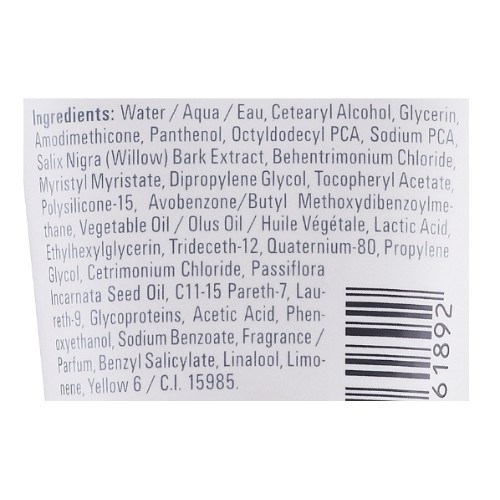 Ingredients: Water / Aqua / Eau, Cetearyl Alcohol, Glycerin,
Amodimethicone, Panthenol, Octyldodecyl PCA, Sodium PCA,
Salix Nigra (Willow) Bark Extract, Behentrimonium Chloride,
Myristyl Myristate, Dipropylene Glycol, Tocopheryl Acetate,
Polysilicone-15, Avobenzone/Butyl Methoxydibenzoylme-
thane, Vegetable Oil / Olus Oil / Huile Végétale, Lactic Acid,
Ethylhexylglycerin, Trideceth-12, Quaternium-80, Propylene
Glycol, Cetrimonium Chloride, Passiflora
Incarnata Seed Oil, C11-15 Pareth-7, Lau-
reth-9, Glycoproteins, Acetic Acid, Phen-
oxyethanol, Sodium Benzoate, Fragrance /
Parfum, Benzyl Salicylate, Linalool, Limo-
nene, Yellow 6 / C.I. 15985.
61892